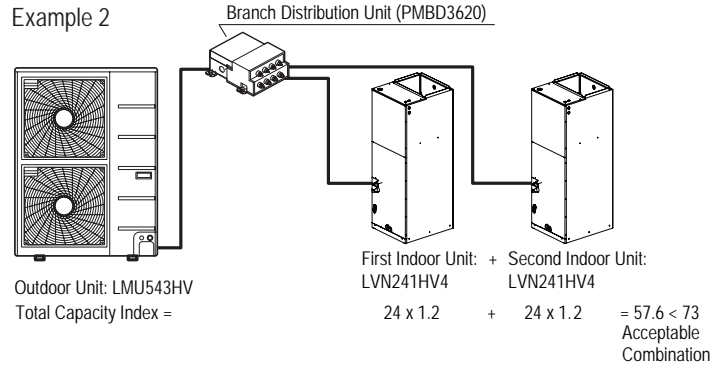 Example 2
Branch Distribution Unit (PMBD3620)
First Indoor Unit: + Second Indoor Unit:
LVN241HV4 LVN241HV4
Outdoor Unit: LMU543HV
Total Capacity Index = 24 x 1.2 + 24 x 1.2 = 57.6 < 73
Acceptable
Combination